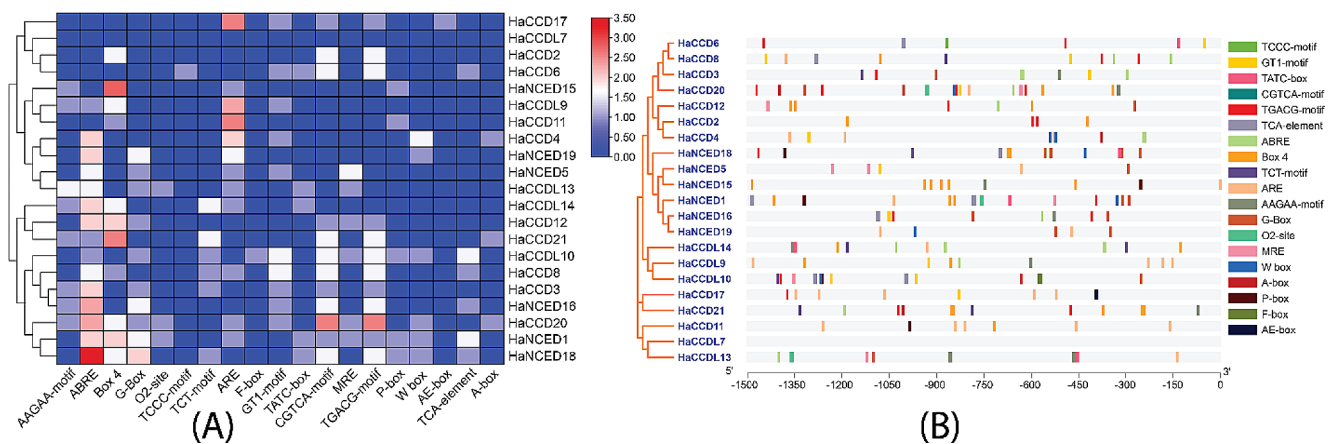 HaCCD17
HaCCDL7
HaCCD2
HaCCD6
HaNCED15
HaCCDL9
HaCCD11
HaCCD4
HaNCED19
HaNCED5
HaCCDL13
HaCCDL14
HaCCD12
HaCCD21
HaCCDL10
HaCCD8
HaCCD3
HaNCED16
HaCCD20
HaNCED1
HaNCED18
AAGAA-motif
ABRE
Box 4
G-Box
O2-site
TCCC-motif
TCT-motif
ARE
F-box
GT1-motif
TATC-box
CGTCA-motif
MRE
TGACG-motif
P-box
W box
AE-box
TCA-element
A-box
3.50
3.00
2.50
2.00
1.50
1.00
0.50
0.00
(A)
HaCCD6
HaCCD8
HaCCD3
HaCCD20
HaCCD12
HaCCD2
HaCCD4
HaNCED18
HaNCED5
HaNCED15
HaNCED1
HaNCED16
HaNCED19
HaCCDL14
HaCCDL9
HaCCDL10
HaCCD17
HaCCD21
HaCCD11
HaCCDL7
HaCCDL13
5' 3'
-1500 -1350 -1200 -1050 -900 -750 -600 -450 -300 -150 0
TCCC-motif
GT1-motif
TATC-box
CGTCA-motif
TGACG-motif
TCA-element
ABRE
Box 4
TCT-motif
ARE
AAGAA-motif
G-Box
O2-site
MRE
W box
A-box
P-box
F-box
AE-box
(B)